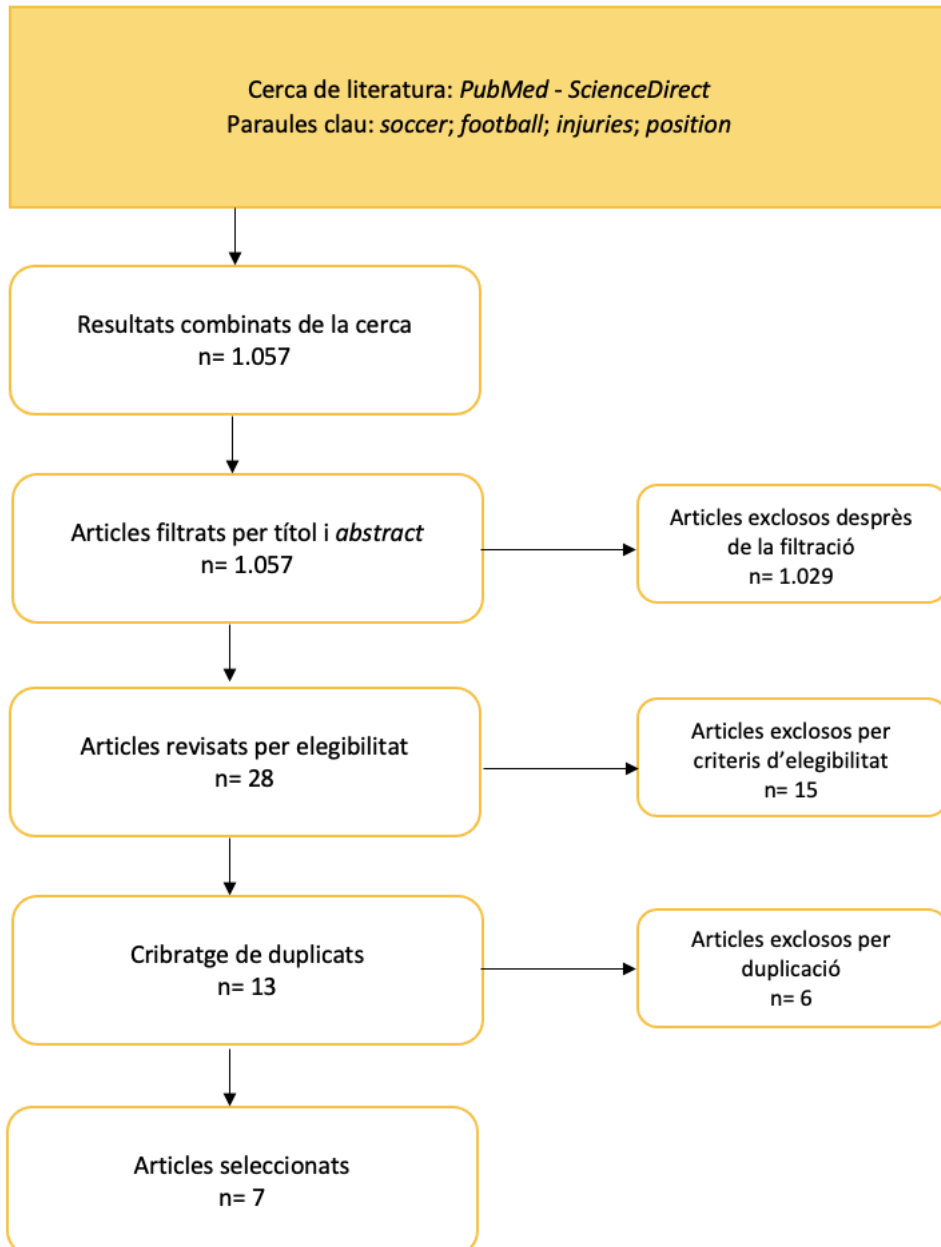 Cerca de literatura: PubMed - ScienceDirect
Paraules clau: soccer; football; injuries; position
Resultats combinats de la cerca
n= 1.057
Articles filtrats per títol i abstract
n= 1.057
Articles exclosos desprès
de la filtració
n= 1.029
Articles revisats per elegibilitat
n= 28
Articles exclosos per
criteris d’elegibilitat
n= 15
Cribratge de duplicats
n= 13
Articles exclosos per
duplicació
n= 6
Articles seleccionats
n= 7